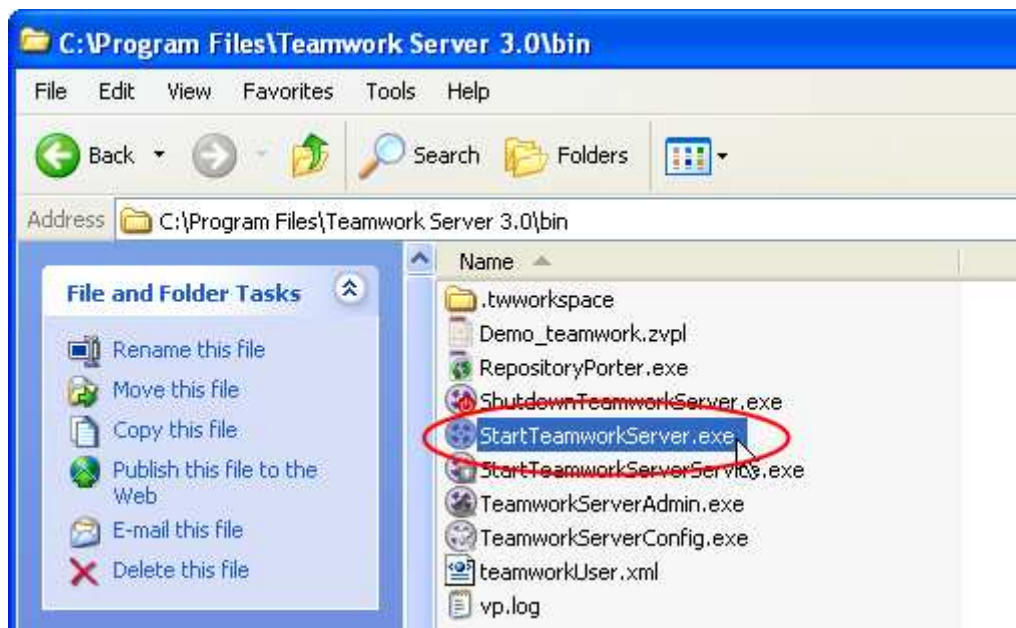 C:\Program Files\Teamwork Server 3.0\bin
File Edit View Favorites Tools Help
Back Search Folders
Address C:\Program Files\Teamwork Server 3.0\bin
Name
File and Folder Tasks
Rename this file
Move this file
Copy this file
Publish this file to the
Web
E-mail this file
Delete this file
.twworkspace
Demo_teamwork.zvpl
RepositoryPorter.exe
ShutdownTeamworkServer.exe
StartTeamworkServer.exe
StartTeamworkServerService.exe
TeamworkServerAdmin.exe
TeamworkServerConfig.exe
teamworkUser.xml
vp.log